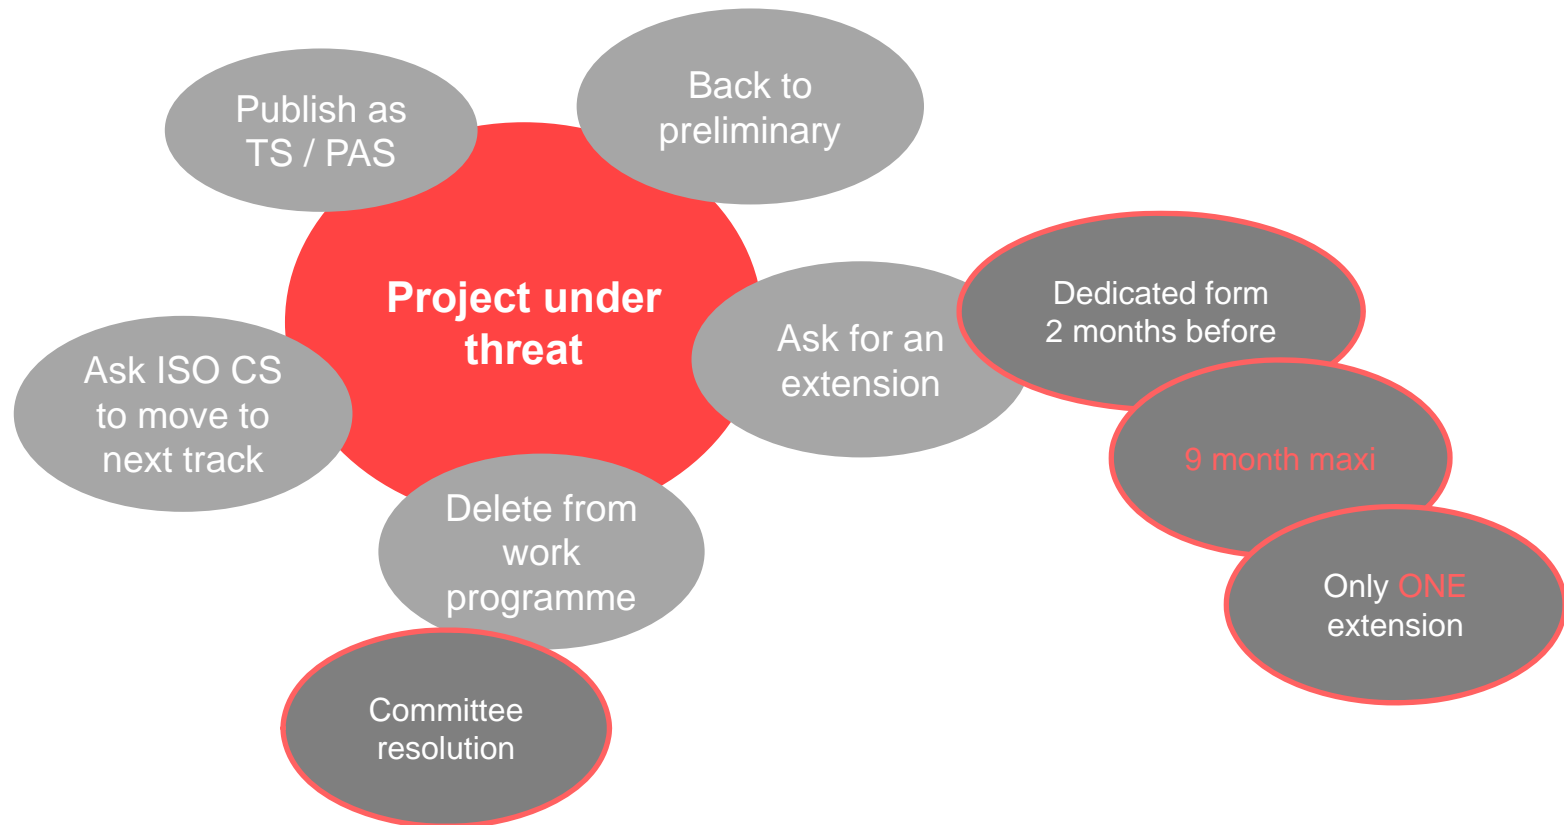 Publish as
TS / PAS
Back to
preliminary
Project under
threat
Ask ISO CS
to move to
next track
Ask for an
extension
Dedicated form
2 months before
9 month maxi
Only ONE
extension
Delete from
work
programme
Committee
resolution